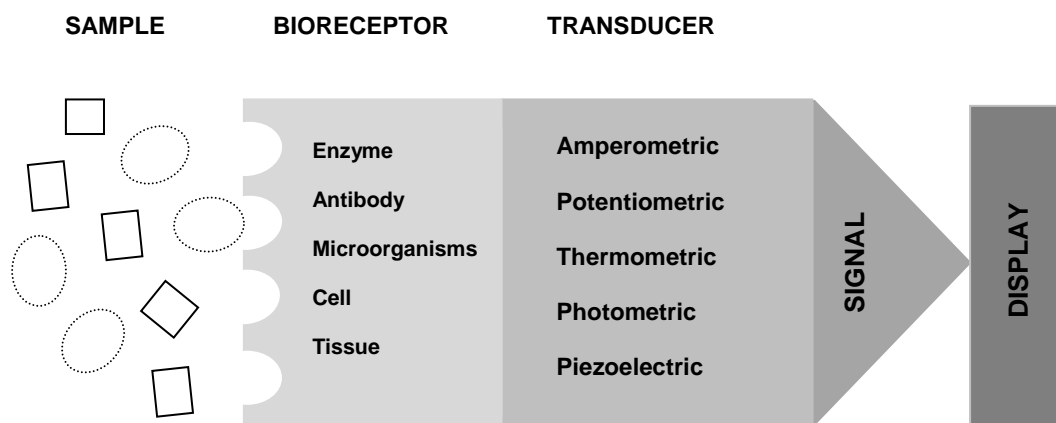 SAMPLE BIORECEPTOR TRANSDUCER
Enzyme
Antibody
Microorganisms
Cell
Tissue
Amperometric
Potentiometric
Thermometric
Photometric
Piezoelectric
SIGNAL
DISPLAY